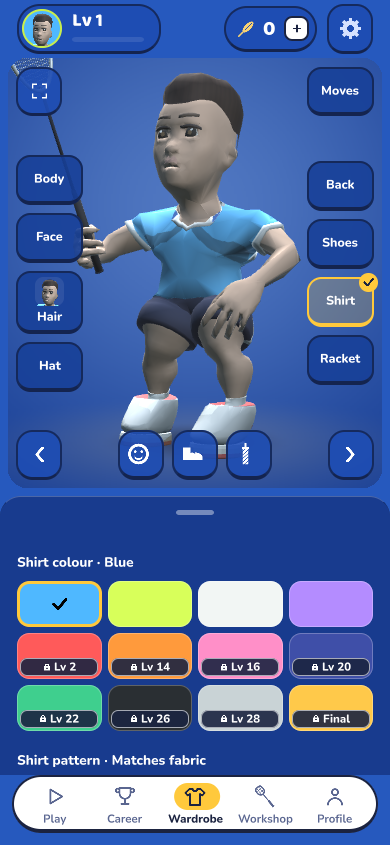 Lv 1
0
Moves
Body
Back
Face
Shoes
Hair
Shirt
Hat
Racket
Shirt colour · Blue
Lv 2
Lv 14
Lv 16
Lv 20
Lv 22
Lv 26
Lv 28
Final
Shirt pattern · Matches fabric
Play
Career
Wardrobe
Workshop
Profile